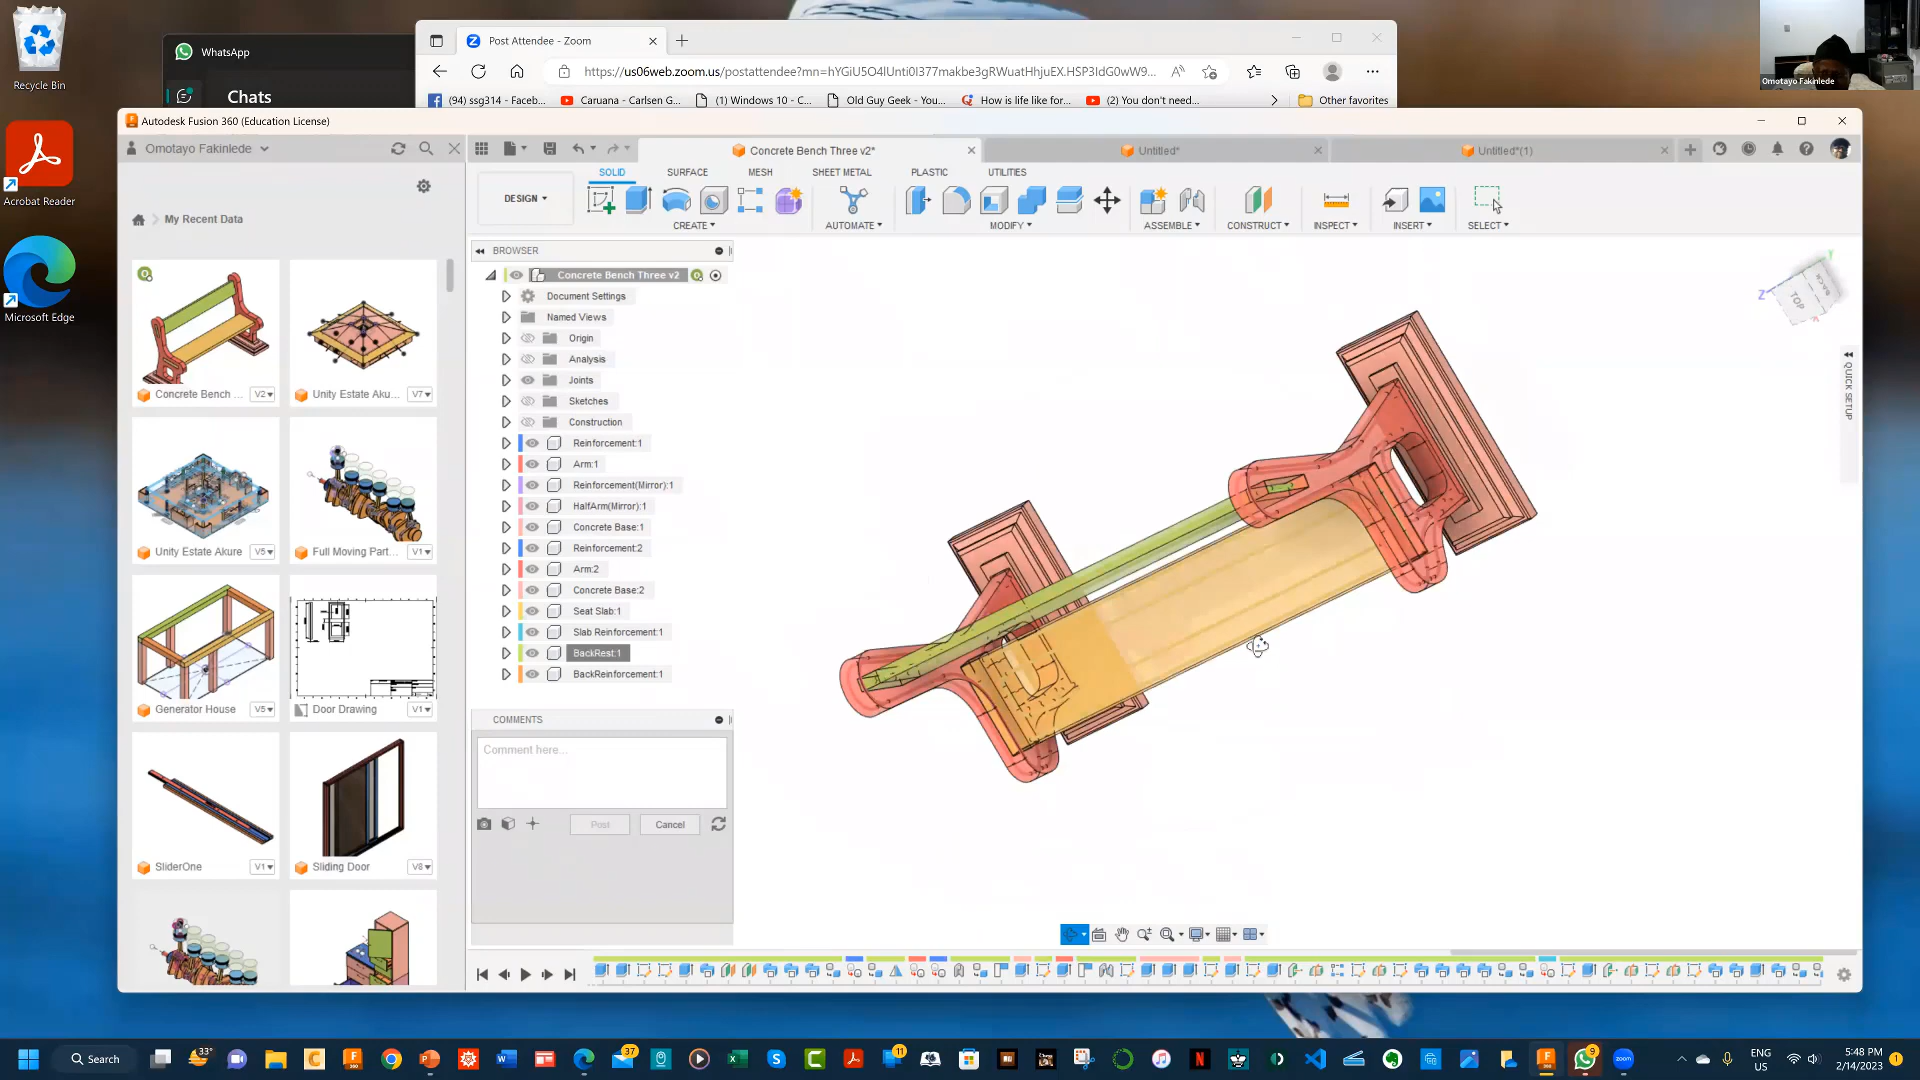 Recycle Bin
Acrobat Reader
Microsoft Edge
WhatsApp
Chats
Post Attendee - Zoom
https://us06web.zoom.us/postattendee?mn=hYGiU5O4lUnti0I377makbe3gRWuatHhjuEX.HSP3IdG0wW9...
(94) ssg314 - Faceb...
Caruana - Carlsen G...
(1) Windows 10 - C...
Old Guy Geek - You...
How is life like for...
(2) You don't need...
Other favorites
Omotayo Fakinlede
Autodesk Fusion 360 (Education License)
Omotayo Fakinlede
Concrete Bench Three v2*
Untitled*
Untitled*(1)
SOLID
SURFACE
MESH
SHEET METAL
PLASTIC
UTILITIES
DESIGN
CREATE
AUTOMATE
MODIFY
ASSEMBLE
CONSTRUCT
INSPECT
INSERT
SELECT
My Recent Data
Concrete Bench ...
V2
Unity Estate Aku...
V7
Unity Estate Akure
V5
Full Moving Part...
V1
Generator House
V5
Door Drawing
V1
SliderOne
V1
Sliding Door
V8
BROWSER
Concrete Bench Three v2
Document Settings
Named Views
Origin
Analysis
Joints
Sketches
Construction
Reinforcement:1
Arm:1
Reinforcement(Mirror):1
HalfArm(Mirror):1
Concrete Base:1
Reinforcement:2
Arm:2
Concrete Base:2
Seat Slab:1
Slab Reinforcement:1
BackRest:1
BackReinforcement:1
COMMENTS
Comment here...
Post
Cancel
Y
Z
TOP
BACK
QUICK SETUP
Search
33°
37
11
9
ENG
US
5:48 PM
2/14/2023
1